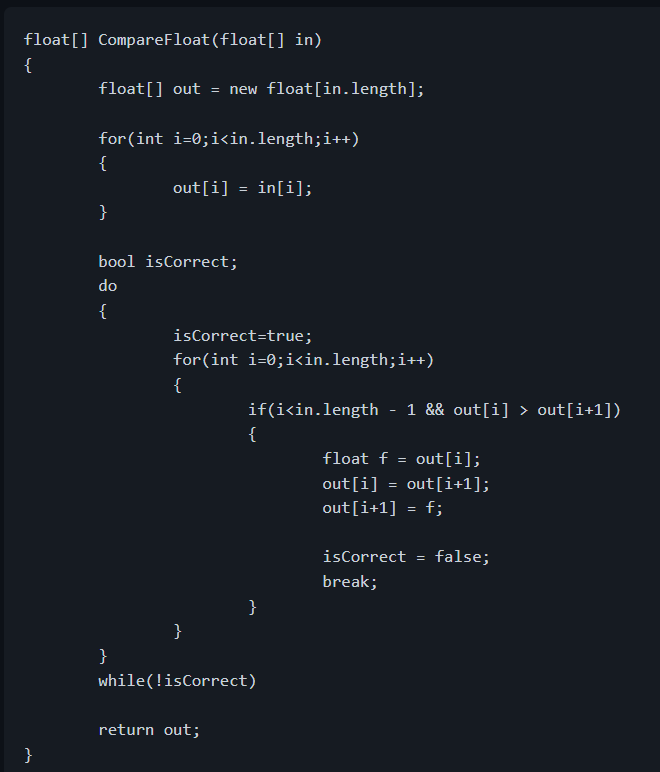 float[] CompareFloat(float[] in)
{
float[] out = new float[in.length];
for(int i=0;i<in.length;i++)
{
out[i] = in[i];
}
bool isCorrect;
do
{
isCorrect=true;
for(int i=0;i<in.length;i++)
{
if(i<in.length - 1 && out[i] > out[i+1])
{
float f = out[i];
out[i] = out[i+1];
out[i+1] = f;
isCorrect = false;
break;
}
}
}
while(!isCorrect)
return out;
}